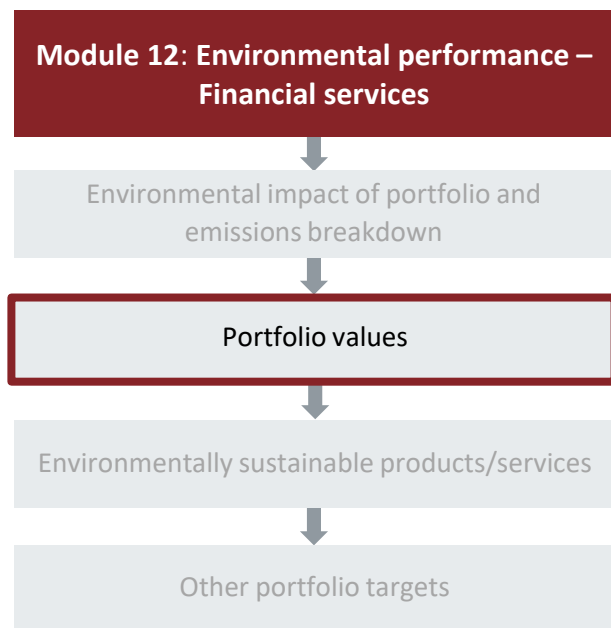 Module 12: Environmental performance –
Financial services
Environmental impact of portfolio and
emissions breakdown
Portfolio values
Environmentally sustainable products/services
Other portfolio targets